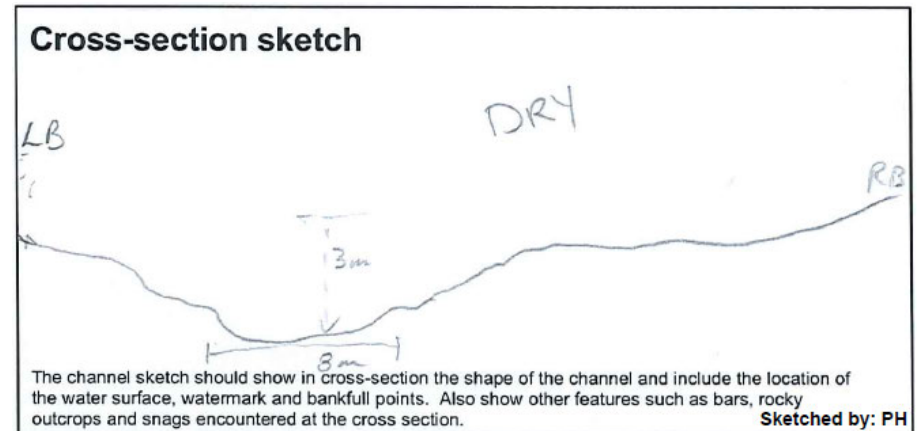 Cross-section sketch
DRY
LB
RB
3m
8m
The channel sketch should show in cross-section the shape of the channel and include the location of
the water surface, watermark and bankfull points. Also show other features such as bars, rocky
outcrops and snags encountered at the cross section.
Sketched by: PH